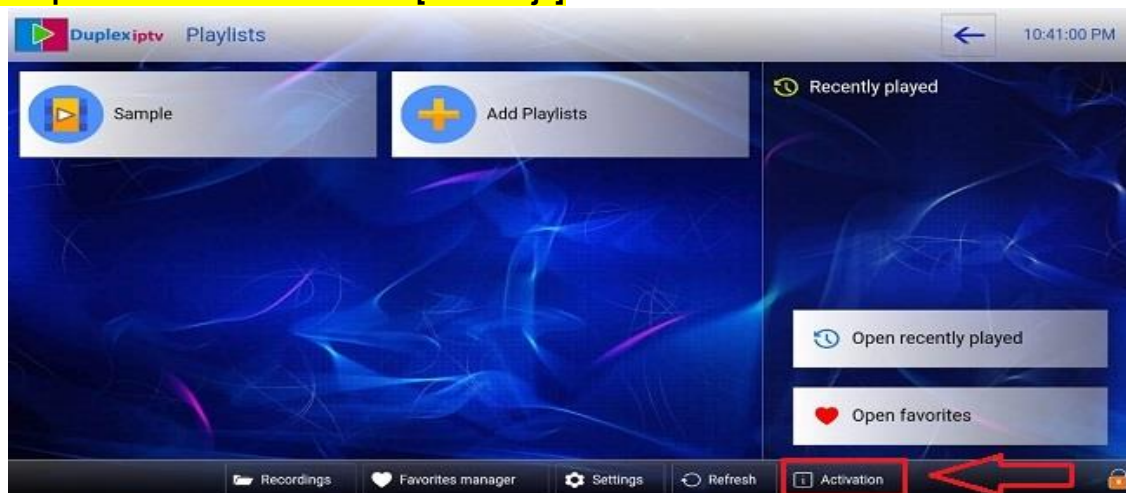 Duplexiptv Playlists 10:41:00 PM
Sample Add Playlists Recently played
Open recently played
Open favorites
Recordings Favorites manager Settings Refresh Activation